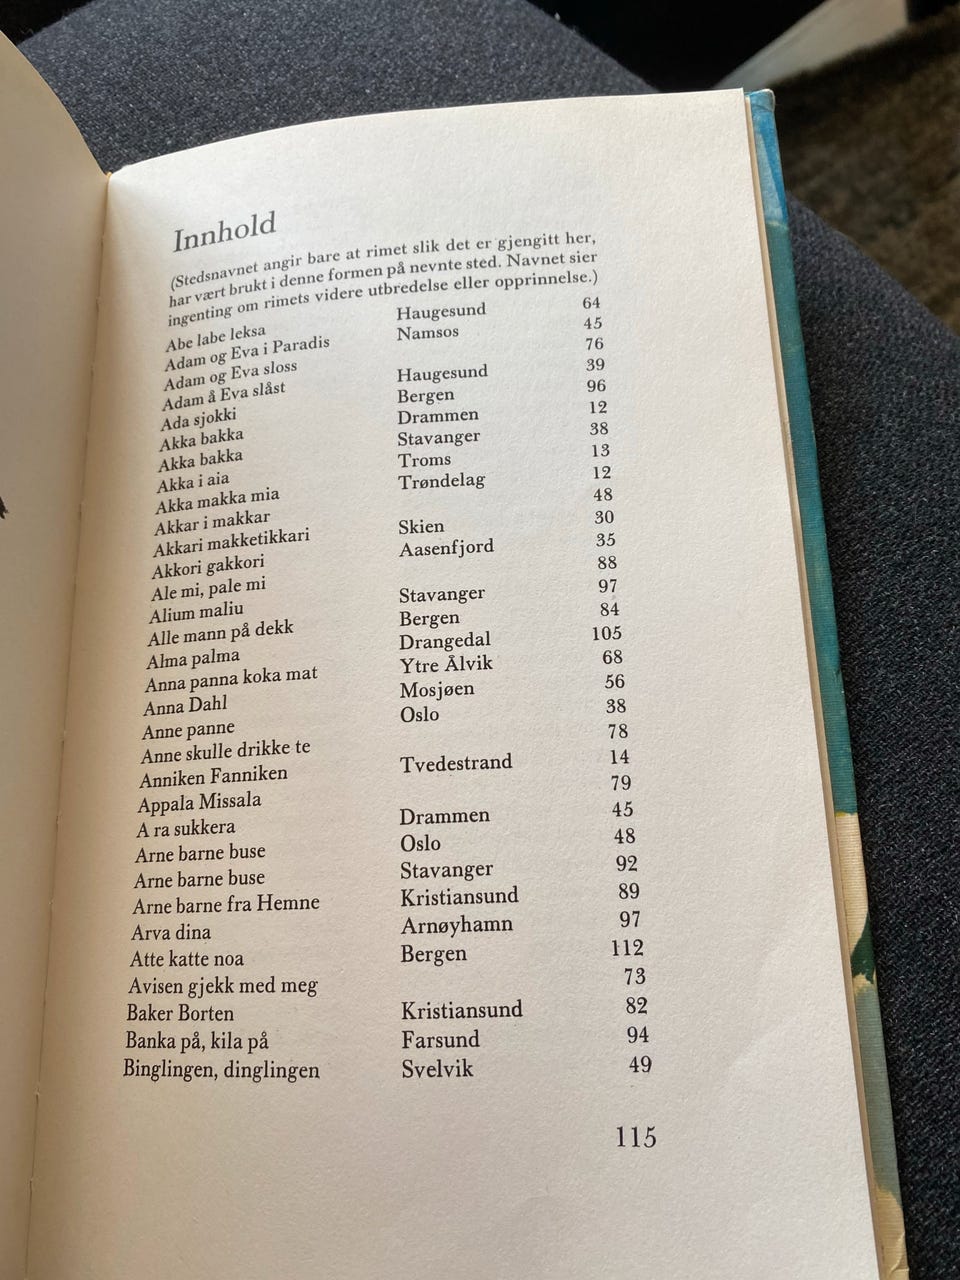 Innhold
(Stedsnavnet angir bare at rimet slik det er gjengitt her,
har vært brukt i denne formen på nevnte sted. Navnet sier
ingenting om rimets videre utbredelse eller opprinnelse.)
Abe labe leksa Haugesund 64
Adam og Eva i Paradis Namsos 45
Adam og Eva sloss 76
Adam å Eva slåst Haugesund 39
Ada sjokki Bergen 96
Akka bakka Drammen 12
Akka bakka Stavanger 38
Akka i aia Troms 13
Akka makka mia Trøndelag 12
Akkar i makkar 48
Akkari makketikkari Skien 30
Akkori gakkori Aasenfjord 35
Ale mi, pale mi 88
Alium maliu Stavanger 97
Alle mann på dekk Bergen 84
Alma palma Drangedal 105
Anna panna koka mat Ytre Ålvik 68
Anna Dahl Mosjøen 56
Anne panne Oslo 38
Anne skulle drikke te 78
Anniken Fanniken Tvedestrand 14
Appala Missala 79
A ra sukkera Drammen 45
Arne barne buse Oslo 48
Arne barne buse Stavanger 92
Arne barne fra Hemne Kristiansund 89
Arva dina Arnøyhamn 97
Atte katte noa Bergen 112
Avisen gjekk med meg 73
Baker Borten Kristiansund 82
Banka på, kila på Farsund 94
Binglingen, dinglingen Svelvik 49
115